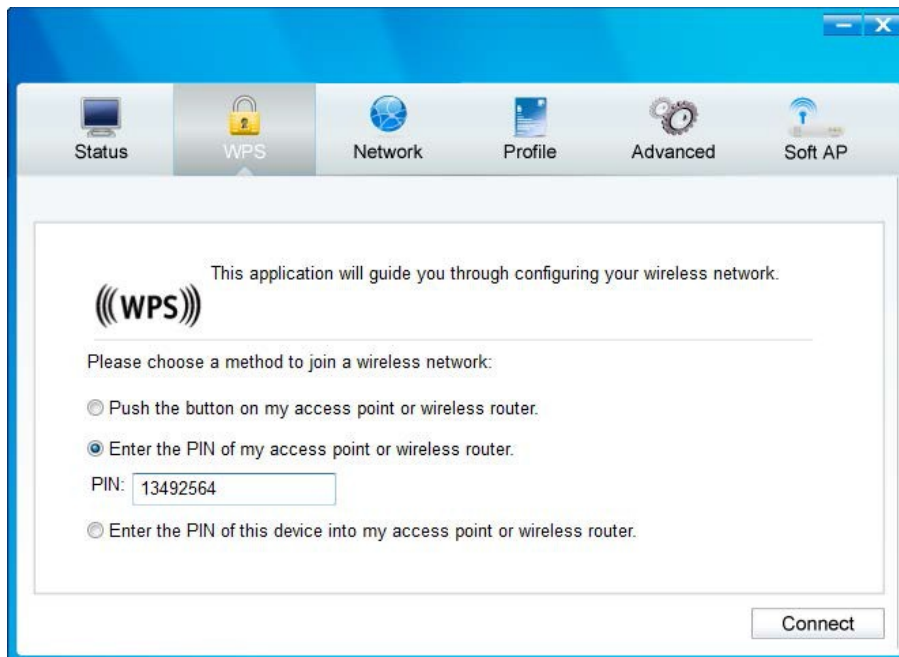 Status WPS Network Profile Advanced Soft AP
This application will guide you through configuring your wireless network.
WPS
Please choose a method to join a wireless network:
Push the button on my access point or wireless router.
Enter the PIN of my access point or wireless router.
PIN: 13492564
Enter the PIN of this device into my access point or wireless router.
Connect